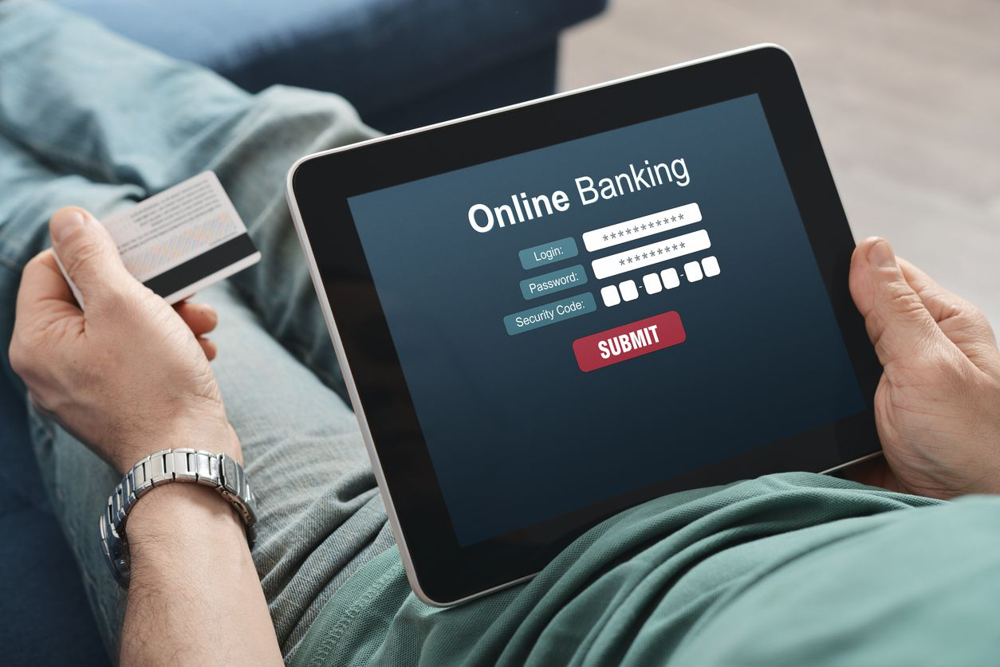 Online Banking
Login: ***********
Password: *********
Security Code: - -
SUBMIT